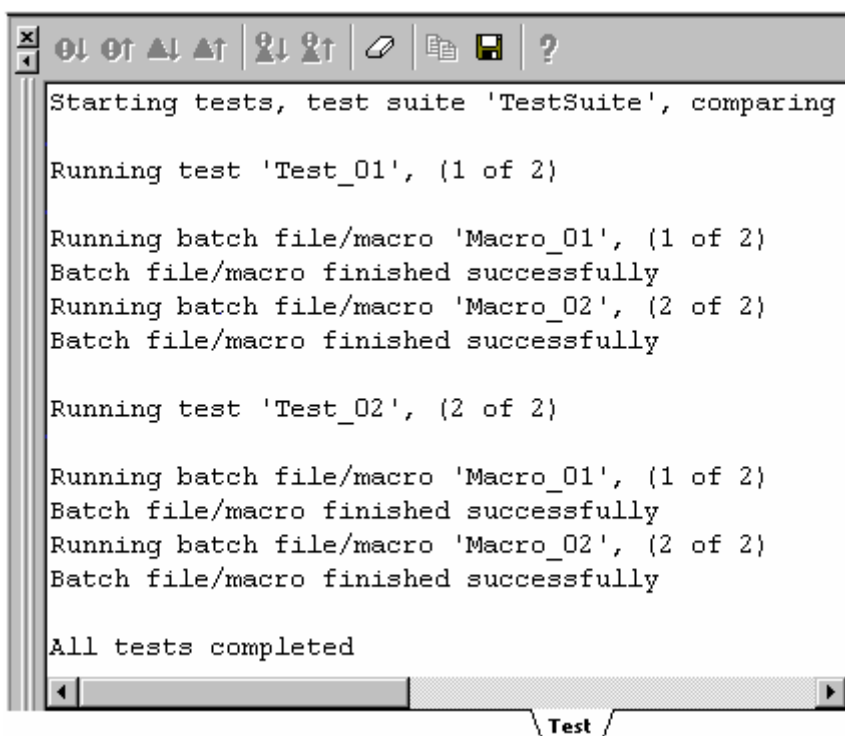 Starting tests, test suite 'TestSuite', comparing
Running test 'Test_01', (1 of 2)
Running batch file/macro 'Macro_01', (1 of 2)
Batch file/macro finished successfully
Running batch file/macro 'Macro_02', (2 of 2)
Batch file/macro finished successfully
Running test 'Test_02', (2 of 2)
Running batch file/macro 'Macro_01', (1 of 2)
Batch file/macro finished successfully
Running batch file/macro 'Macro_02', (2 of 2)
Batch file/macro finished successfully
All tests completed
Test